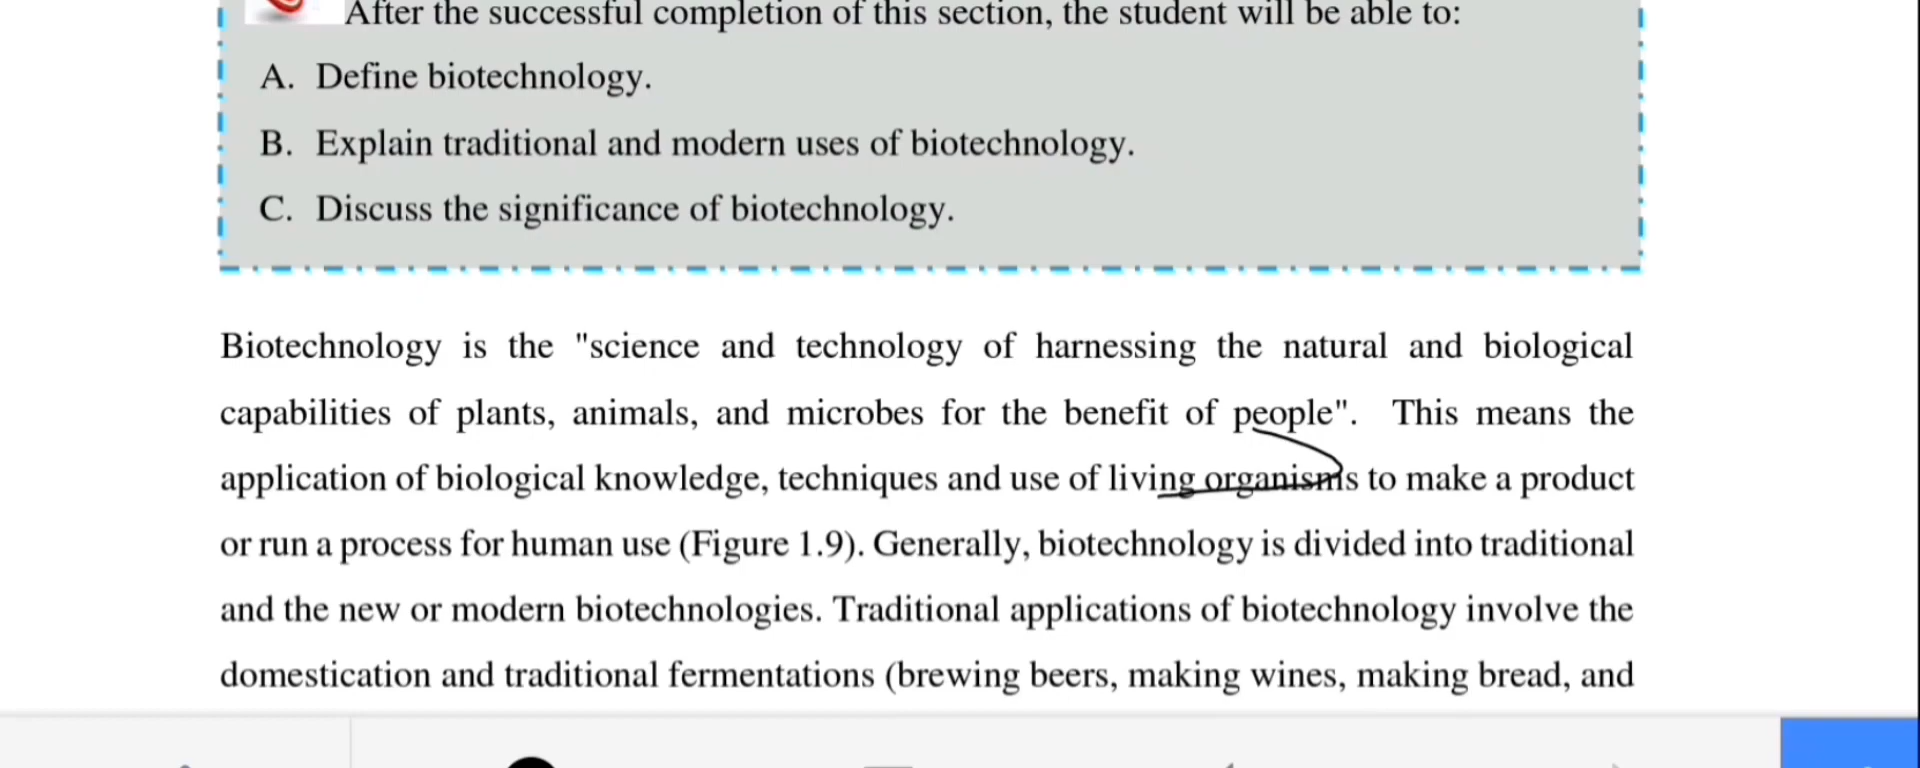 After the successful completion of this section, the student will be able to:
A. Define biotechnology.
B. Explain traditional and modern uses of biotechnology.
C. Discuss the significance of biotechnology.
Biotechnology is the "science and technology of harnessing the natural and biological
capabilities of plants, animals, and microbes for the benefit of people". This means the
application of biological knowledge, techniques and use of living organisms to make a product
or run a process for human use (Figure 1.9). Generally, biotechnology is divided into traditional
and the new or modern biotechnologies. Traditional applications of biotechnology involve the
domestication and traditional fermentations (brewing beers, making wines, making bread, and